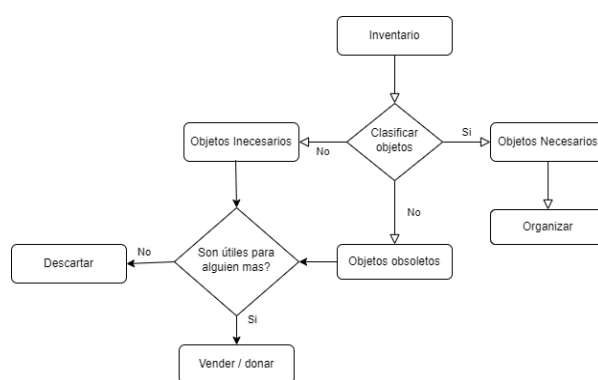 Inventario
Clasificar
objetos
Si
No
Objetos Inecesarios
Objetos Necesarios
No
Organizar
Objetos obsoletos
Son útiles para
alguien mas?
No
Descartar
Si
Vender / donar